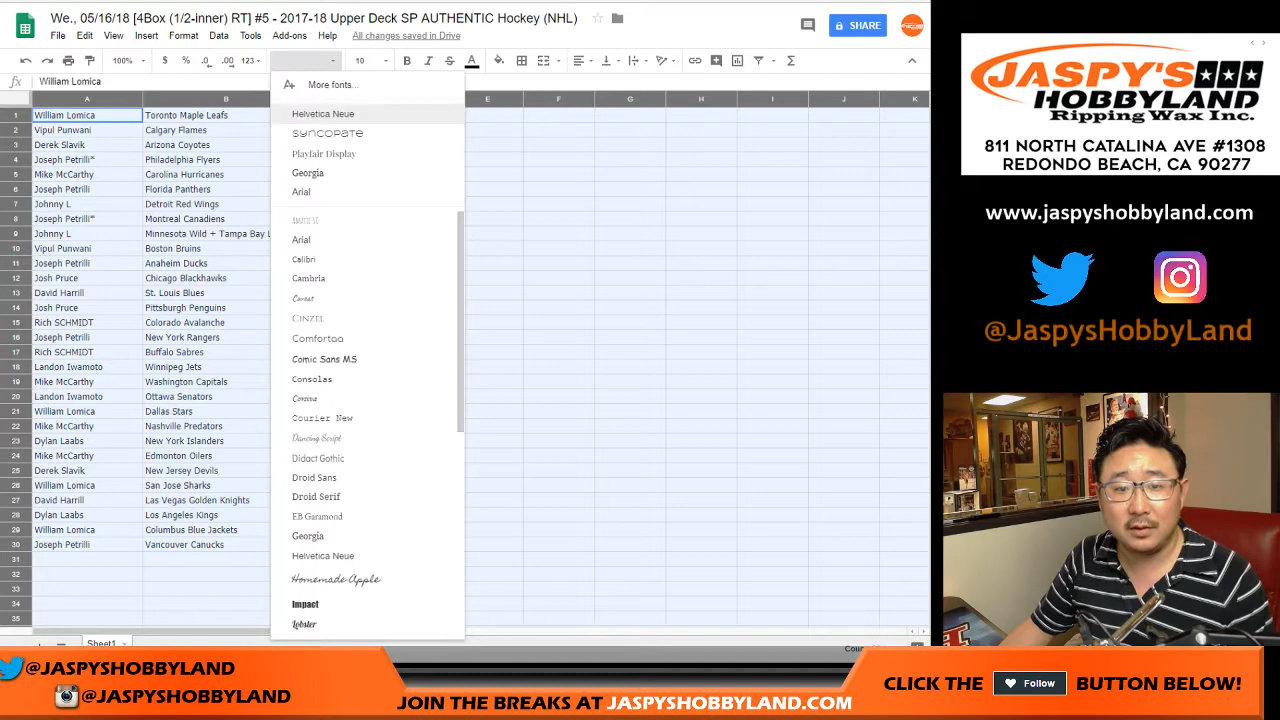 We., 05/16/18 [4Box (1/2-inner) RT] #5 - 2017-18 Upper Deck SP AUTHENTIC Hockey (NHL)
File Edit View Insert Format Data Tools Add-ons Help All changes saved in Drive
SHARE
100% $ % .0 .00 123 10 B I S A
fx William Lomica
A B E F G H I J K
1 William Lomica Toronto Maple Leafs
2 Vipul Punwani Calgary Flames
3 Derek Slavik Arizona Coyotes
4 Joseph Petrilli* Philadelphia Flyers
5 Mike McCarthy Carolina Hurricanes
6 Joseph Petrilli Florida Panthers
7 Johnny L Detroit Red Wings
8 Joseph Petrilli* Montreal Canadiens
9 Johnny L Minnesota Wild + Tampa Bay L
10 Vipul Punwani Boston Bruins
11 Joseph Petrilli Anaheim Ducks
12 Josh Pruce Chicago Blackhawks
13 David Harrill St. Louis Blues
14 Josh Pruce Pittsburgh Penguins
15 Rich SCHMIDT Colorado Avalanche
16 Joseph Petrilli New York Rangers
17 Rich SCHMIDT Buffalo Sabres
18 Landon Iwamoto Winnipeg Jets
19 Mike McCarthy Washington Capitals
20 Landon Iwamoto Ottawa Senators
21 William Lomica Dallas Stars
22 Mike McCarthy Nashville Predators
23 Dylan Laabs New York Islanders
24 Mike McCarthy Edmonton Oilers
25 Derek Slavik New Jersey Devils
26 William Lomica San Jose Sharks
27 David Harrill Las Vegas Golden Knights
28 Dylan Laabs Los Angeles Kings
29 William Lomica Columbus Blue Jackets
30 Joseph Petrilli Vancouver Canucks
31
32
33
34
35
Sheet1
More fonts...
Helvetica Neue
Syncopate
Playfair Display
Georgia
Arial
Amatic SC
Arial
Calibri
Cambria
Caveat
Cinzel
Comfortaa
Comic Sans MS
Consolas
Corsiva
Courier New
Dancing Script
Didact Gothic
Droid Sans
Droid Serif
EB Garamond
Georgia
Helvetica Neue
Homemade Apple
Impact
Lobster
JASPY'S
HOBBYLAND
Ripping Wax Inc.
811 NORTH CATALINA AVE #1308
REDONDO BEACH, CA 90277
www.jaspyshobbyland.com
@JaspysHobbyLand
@JASPYSHOBBYLAND
@JASPYSHOBBYLAND
JOIN THE BREAKS AT JASPYSHOBBYLAND.COM
CLICK THE Follow BUTTON BELOW!